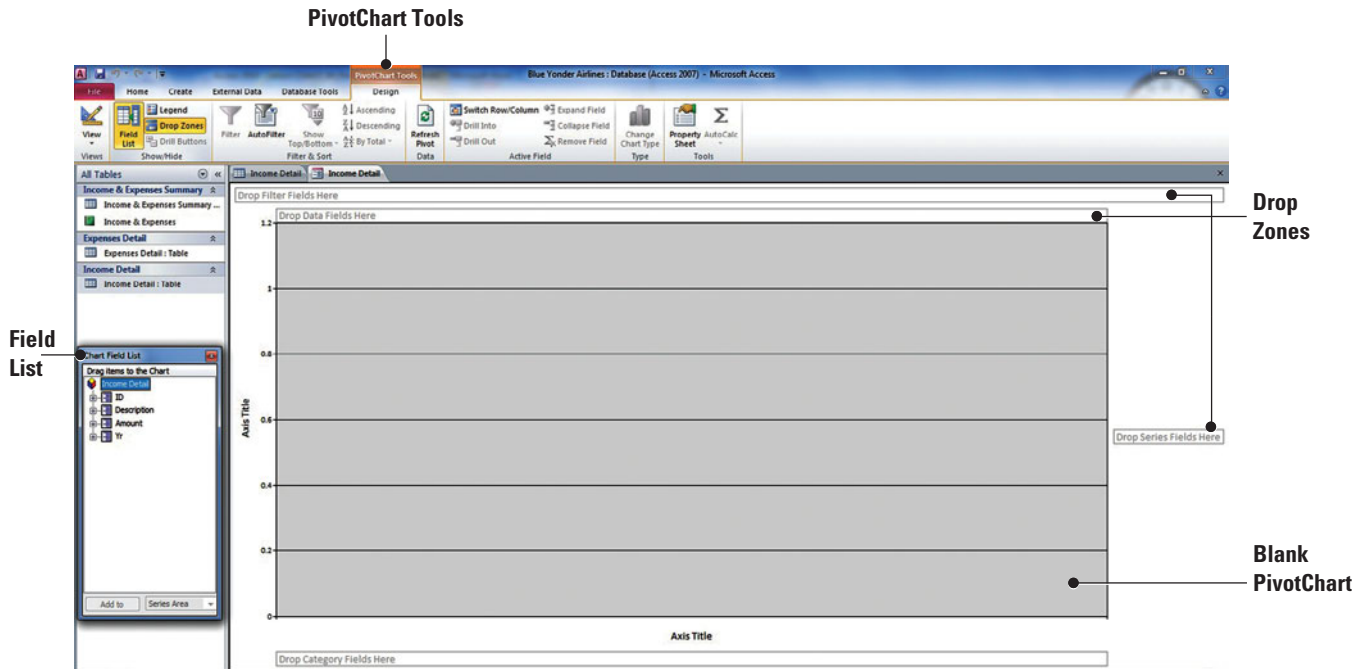 PivotChart Tools
PivotChart Tools
Blue Yonder Airlines : Database (Access 2007) - Microsoft Access
File Home Create External Data Database Tools Design
View
Views
Field List
Legend
Drop Zones
Drill Buttons
Show/Hide
Filter
AutoFilter
Show Top/Bottom
Ascending
Descending
By Total
Filter & Sort
Refresh Pivot
Data
Switch Row/Column
Drill Into
Drill Out
Expand Field
Collapse Field
Remove Field
Active Field
Change Chart Type
Type
Property Sheet
AutoCalc
Tools
All Tables
Income & Expenses Summary
Income & Expenses Summary ...
Income & Expenses
Expenses Detail
Expenses Detail : Table
Income Detail
Income Detail : Table
Income Detail
Income Detail
Drop Filter Fields Here
Drop Data Fields Here
Drop
Zones
1.2
1
0.8
0.6
0.4
0.2
0
Axis Title
Field
List
Chart Field List
Drag items to the Chart
Income Detail
ID
Description
Amount
Yr
Add to
Series Area
Drop Series Fields Here
Blank
PivotChart
Axis Title
Drop Category Fields Here